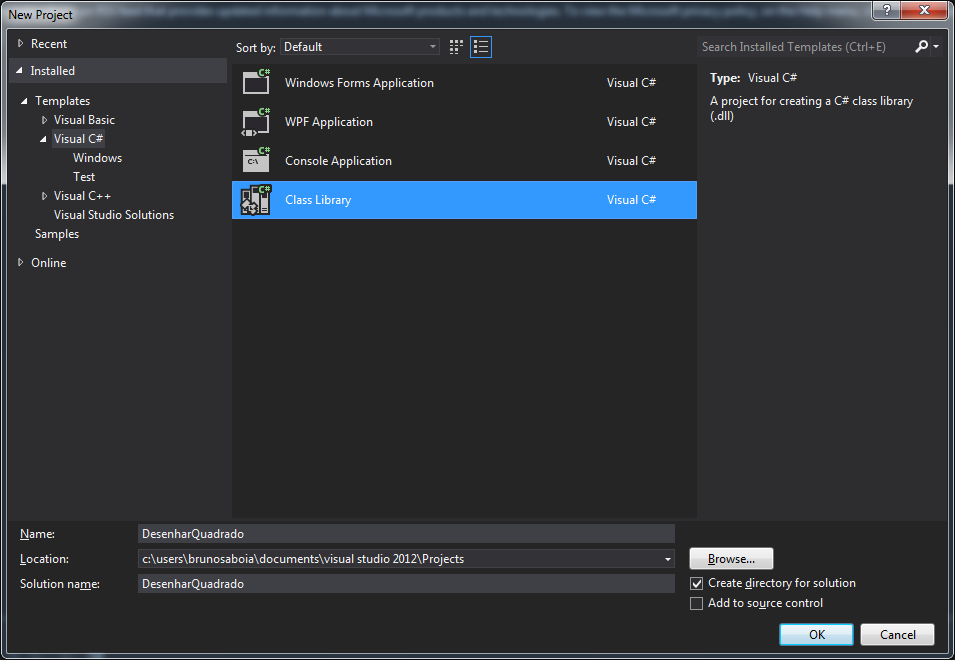 New Project
Recent
Installed
Templates
Visual Basic
Visual C#
Windows
Test
Visual C++
Visual Studio Solutions
Samples
Online
Sort by: Default
Windows Forms Application Visual C#
WPF Application Visual C#
Console Application Visual C#
Class Library Visual C#
Search Installed Templates (Ctrl+E)
Type: Visual C#
A project for creating a C# class library
(.dll)
Name: DesenharQuadrado
Location: c:\users\brunosaboia\documents\visual studio 2012\Projects
Browse...
Solution name: DesenharQuadrado
Create directory for solution
Add to source control
OK Cancel